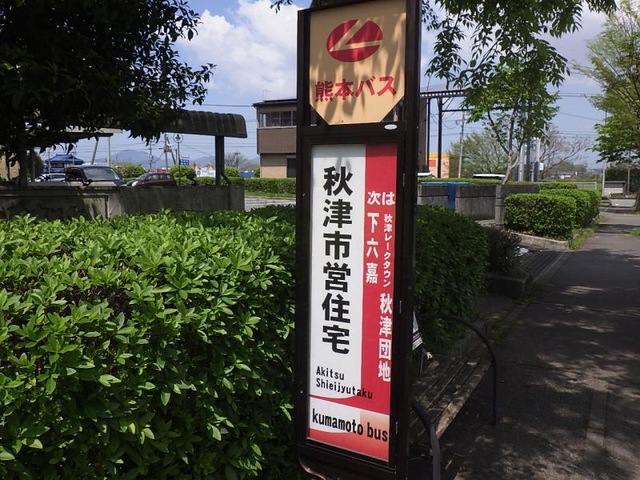 熊本バス
秋津市営住宅
次は
秋津レークタウン
下六嘉
秋津団地
Akitsu
Shieijyutaku
kumamoto bus